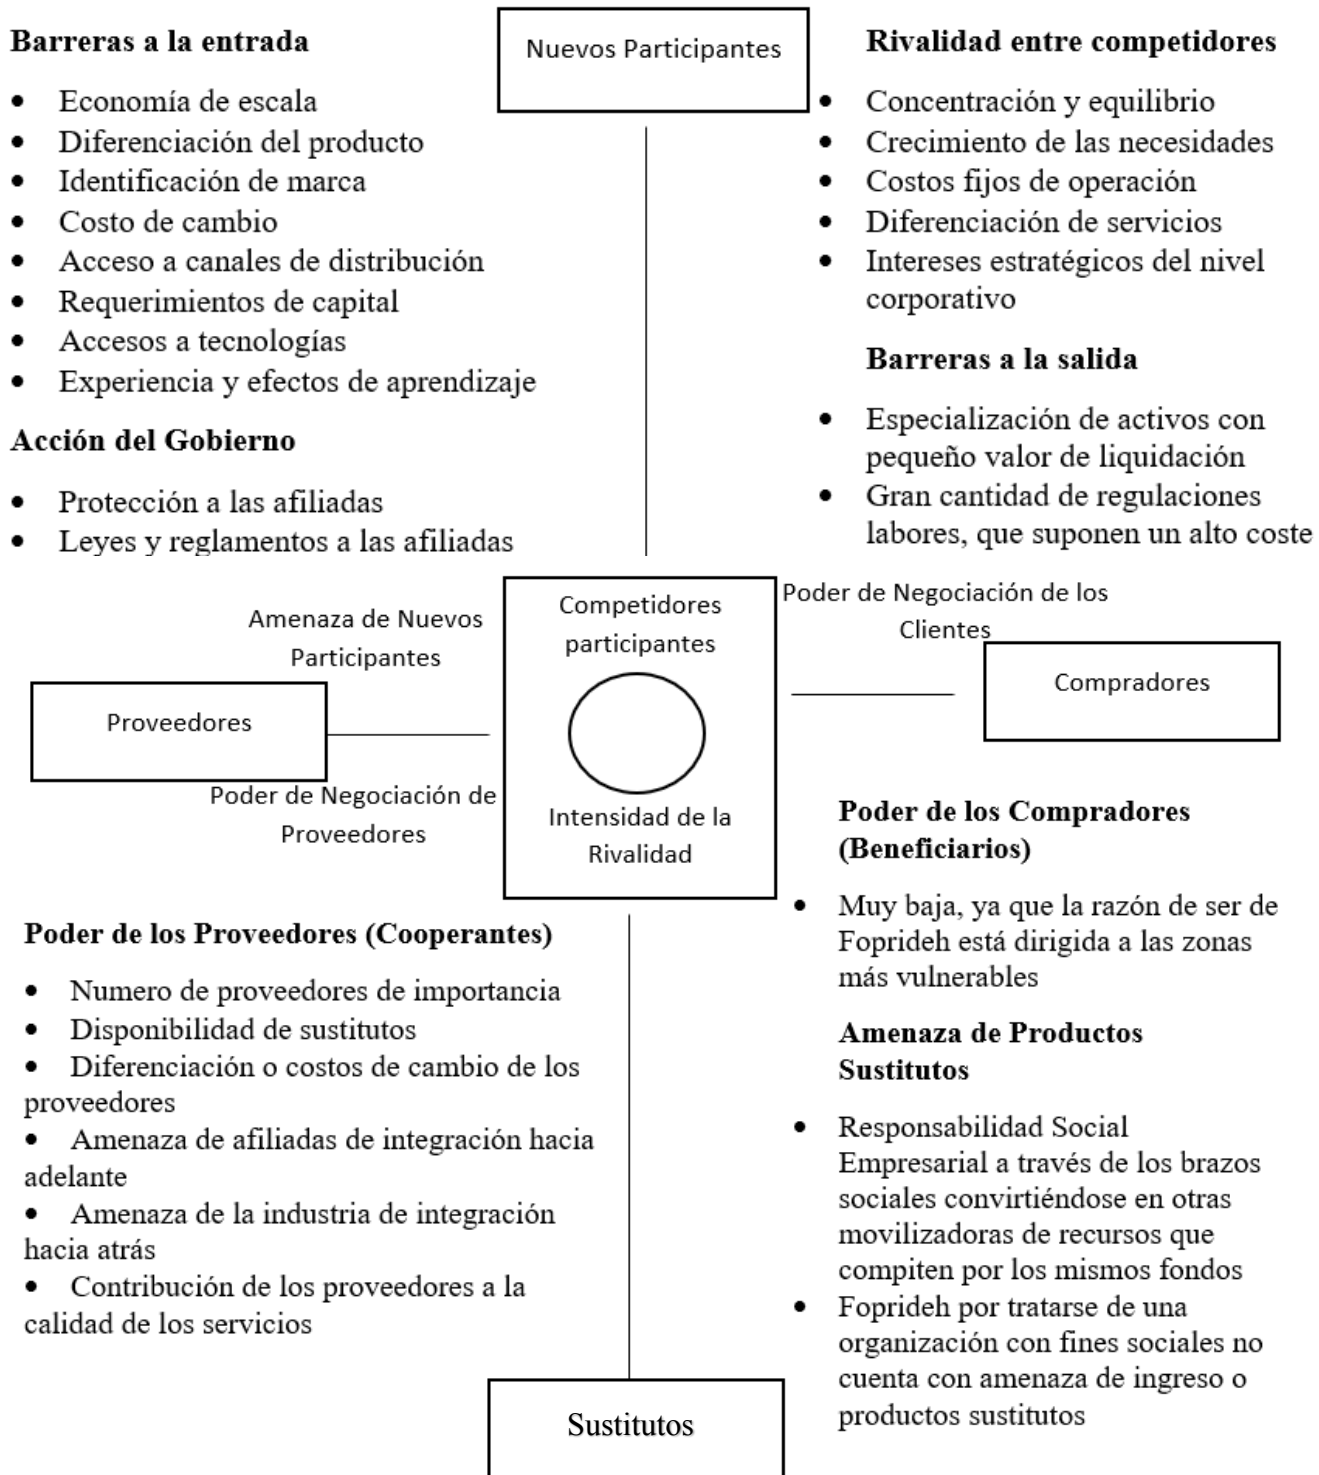 Nuevos Participantes
Barreras a la entrada
• Economía de escala
• Diferenciación del producto
• Identificación de marca
• Costo de cambio
• Acceso a canales de distribución
• Requerimientos de capital
• Accesos a tecnologías
• Experiencia y efectos de aprendizaje
Acción del Gobierno
• Protección a las afiliadas
• Leyes y reglamentos a las afiliadas
Rivalidad entre competidores
• Concentración y equilibrio
• Crecimiento de las necesidades
• Costos fijos de operación
• Diferenciación de servicios
• Intereses estratégicos del nivel
corporativo
Barreras a la salida
• Especialización de activos con
pequeño valor de liquidación
• Gran cantidad de regulaciones
labores, que suponen un alto coste
Amenaza de Nuevos
Participantes
Proveedores
Poder de Negociación de
Proveedores
Competidores
participantes
Intensidad de la
Rivalidad
Poder de Negociación de los
Clientes
Compradores
Poder de los Proveedores (Cooperantes)
• Numero de proveedores de importancia
• Disponibilidad de sustitutos
• Diferenciación o costos de cambio de los
proveedores
• Amenaza de afiliadas de integración hacia
adelante
• Amenaza de la industria de integración
hacia atrás
• Contribución de los proveedores a la
calidad de los servicios
Poder de los Compradores
(Beneficiarios)
• Muy baja, ya que la razón de ser de
Foprideh está dirigida a las zonas
más vulnerables
Amenaza de Productos
Sustitutos
• Responsabilidad Social
Empresarial a través de los brazos
sociales convirtiéndose en otras
movilizadoras de recursos que
compiten por los mismos fondos
• Foprideh por tratarse de una
organización con fines sociales no
cuenta con amenaza de ingreso o
productos sustitutos
Sustitutos